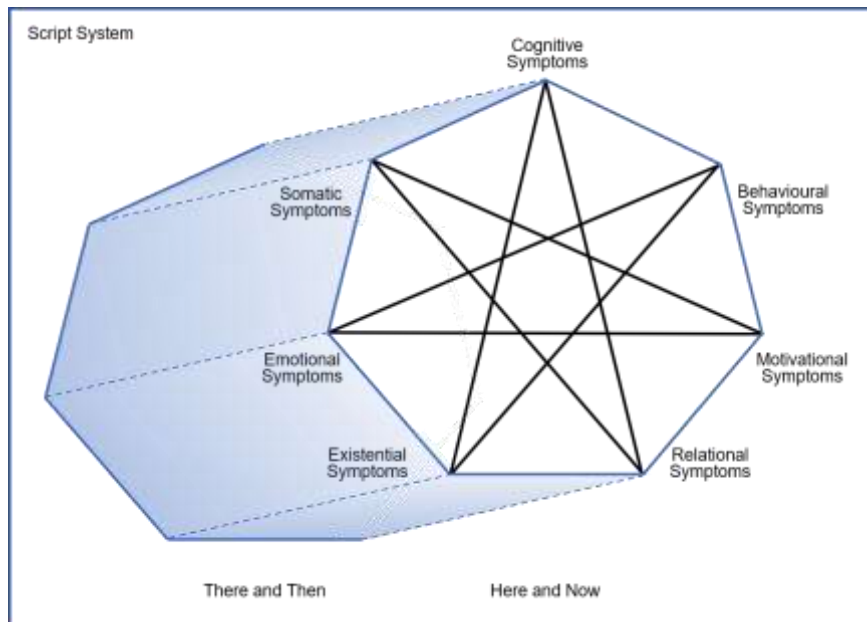 Script System
Cognitive
Symptoms
Somatic
Symptoms
Behavioural
Symptoms
Emotional
Symptoms
Motivational
Symptoms
Existential
Symptoms
Relational
Symptoms
There and Then
Here and Now